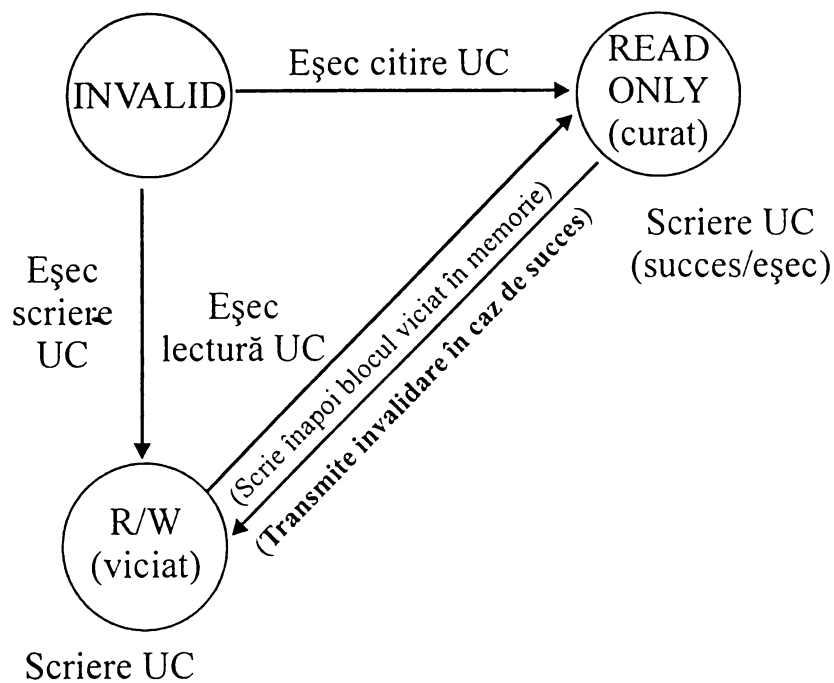 INVALID
Eşec citire UC
READ
ONLY
(curat)
Scriere UC
(succes/eşec)
Eşec
scriere
UC
Eşec
lectură UC
(Scrie înapoi blocul viciat în memorie)
(Transmite invalidare în caz de succes)
R/W
(viciat)
Scriere UC